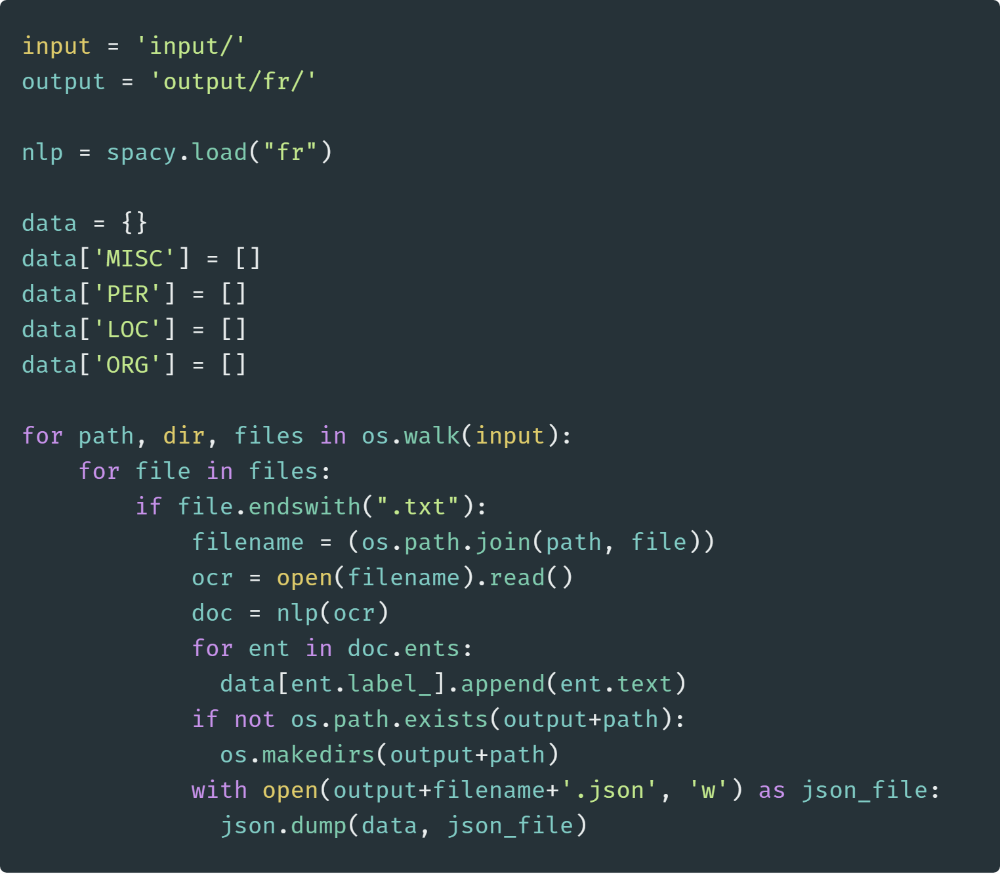 input = 'input/'
output = 'output/fr/'

nlp = spacy.load("fr")

data = {}
data['MISC'] = []
data['PER'] = []
data['LOC'] = []
data['ORG'] = []

for path, dir, files in os.walk(input):
    for file in files:
        if file.endswith(".txt"):
            filename = (os.path.join(path, file))
            ocr = open(filename).read()
            doc = nlp(ocr)
            for ent in doc.ents:
              data[ent.label_].append(ent.text)
            if not os.path.exists(output+path):
              os.makedirs(output+path)
            with open(output+filename+'.json', 'w') as json_file:
              json.dump(data, json_file)